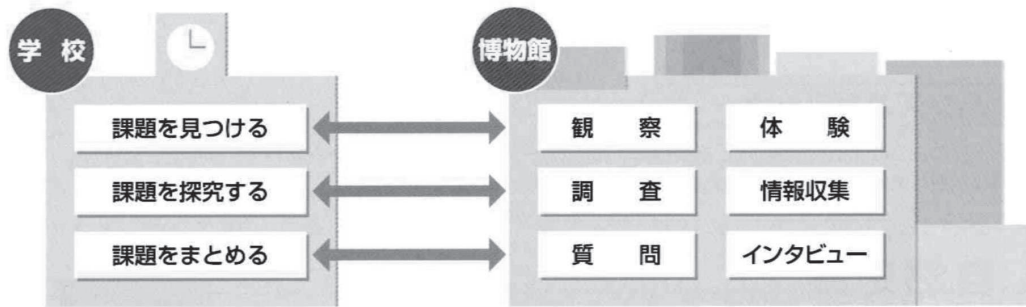 学 校
博物館
課題を見つける
観 察
体 験
課題を探究する
調 査
情報収集
課題をまとめる
質 問
インタビュー